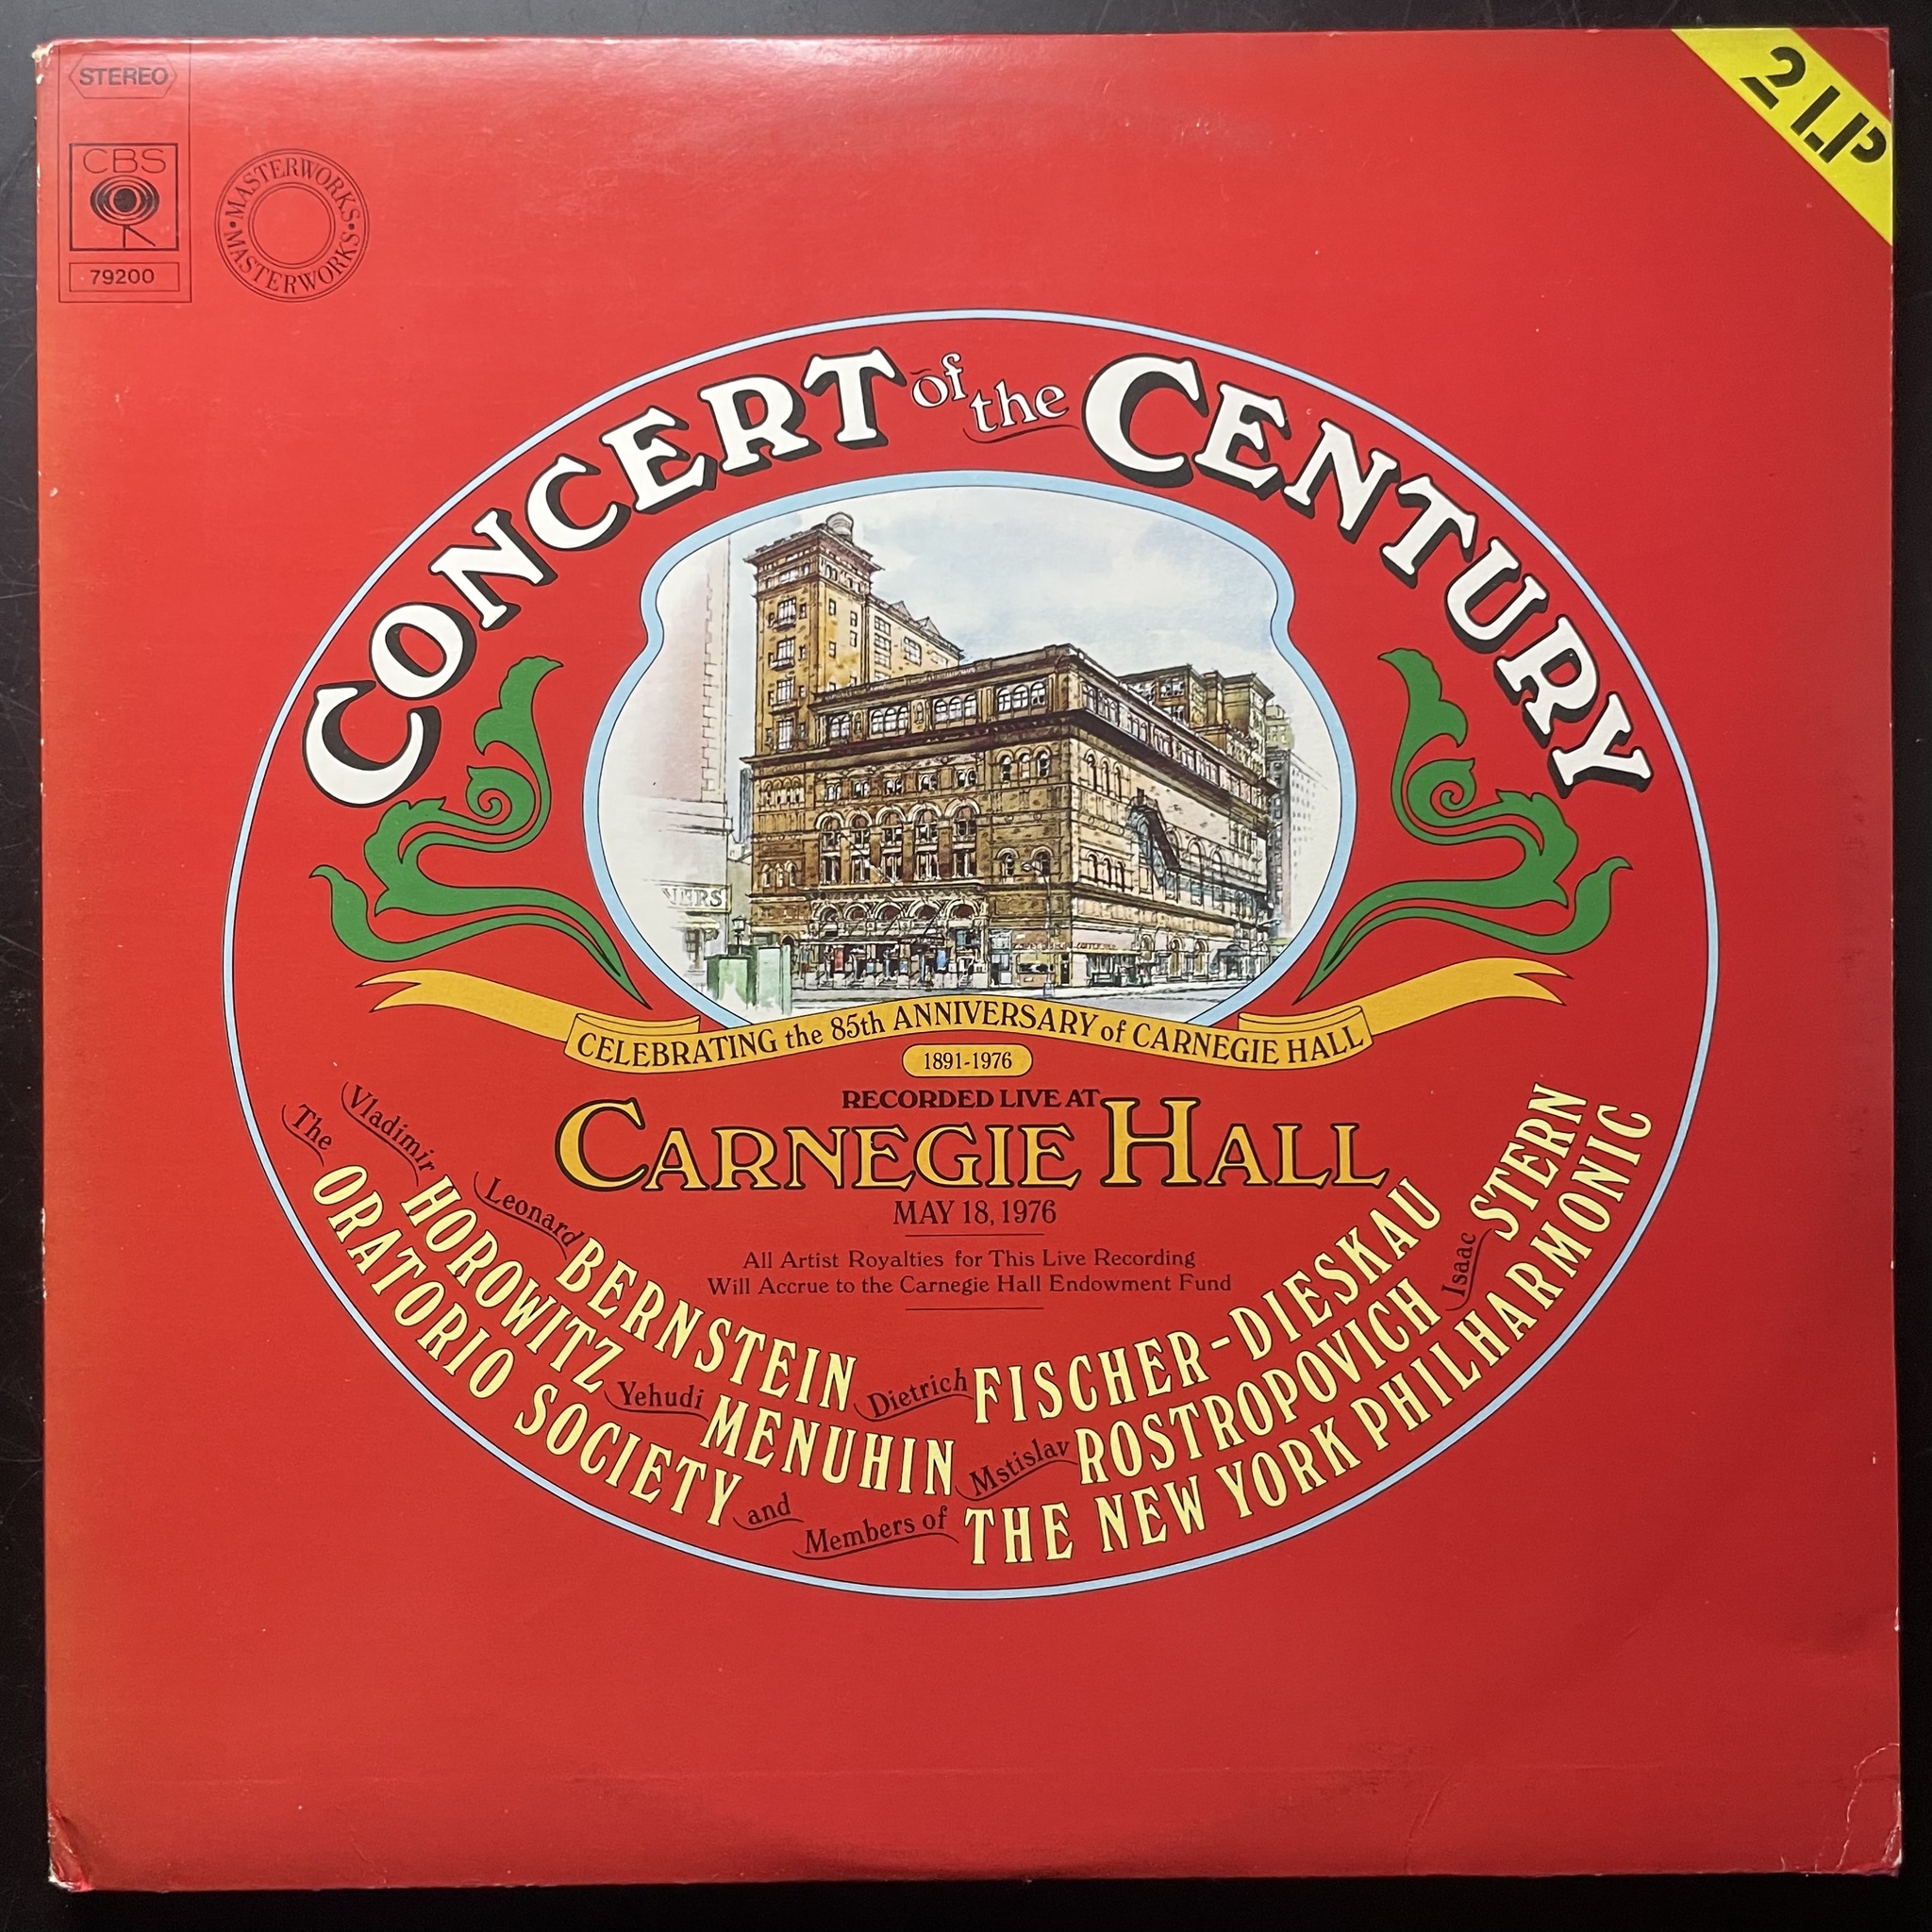 STEREO
2 LP
CBS
79200
MASTERWORKS • MASTERWORKS •
CONCERT of the CENTURY
CELEBRATING the 85th ANNIVERSARY of CARNEGIE HALL
1891-1976
RECORDED LIVE AT
CARNEGIE HALL
MAY 18, 1976
All Artist Royalties for This Live Recording
Will Accrue to the Carnegie Hall Endowment Fund
Leonard BERNSTEIN Dietrich FISCHER-DIESKAU
Vladimir HOROWITZ Yehudi MENUHIN Mstislav ROSTROPOVICH Isaac STERN
The ORATORIO SOCIETY and Members of THE NEW YORK PHILHARMONIC